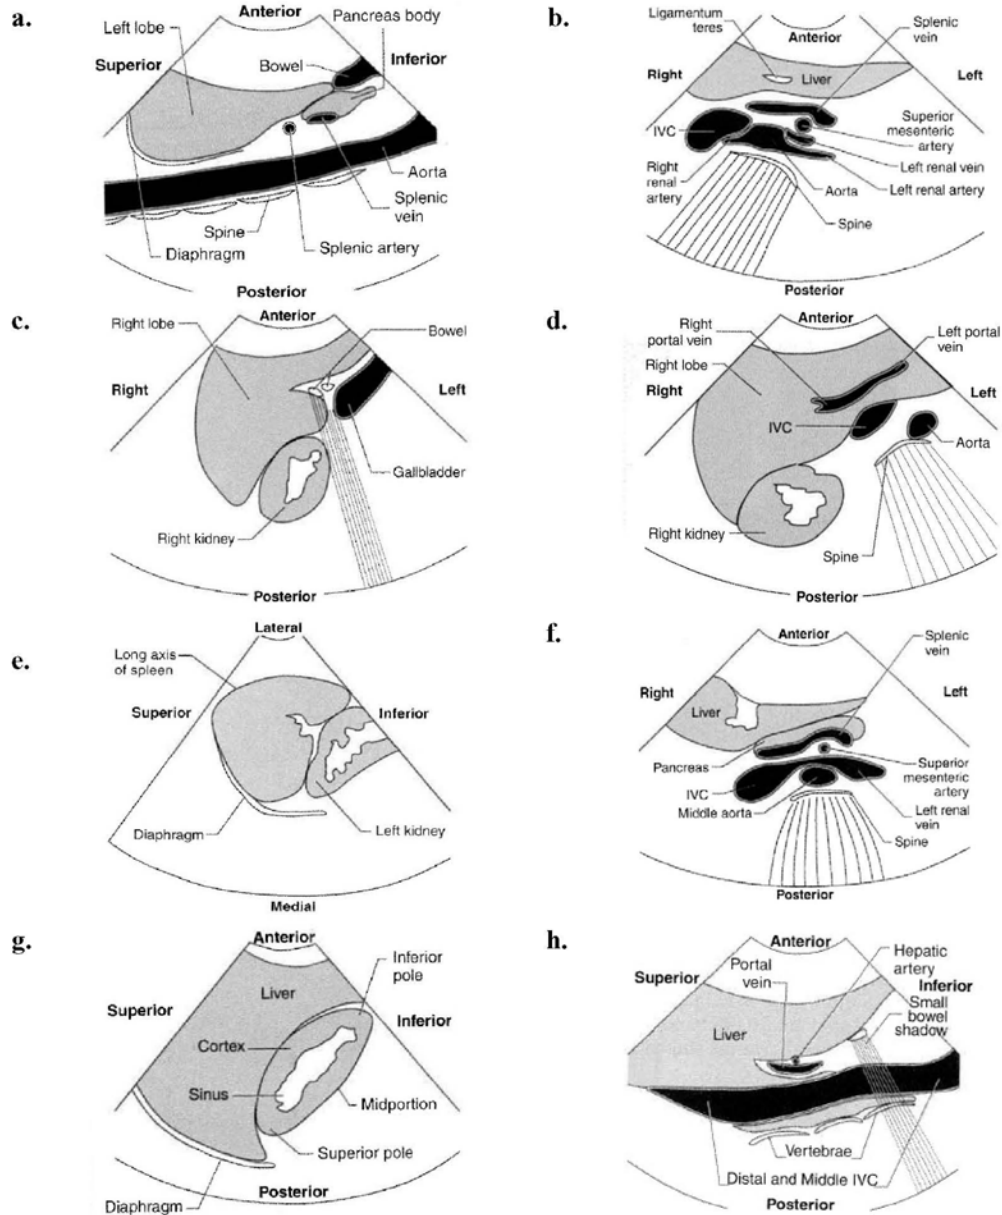 a.
Anterior
Pancreas body
Left lobe
Superior
Bowel
Inferior
Aorta
Splenic
vein
Spine
Diaphragm
Splenic artery
Posterior
b.
Ligamentum
teres
Anterior
Splenic
vein
Right
Liver
Left
IVC
Superior
mesenteric
artery
Left renal vein
Right
renal
artery
Aorta
Left renal artery
Spine
Posterior
c.
Right lobe
Anterior
Bowel
Right
Left
Gallbladder
Right kidney
Posterior
d.
Anterior
Right
portal vein
Left portal
vein
Right lobe
Right
Left
IVC
Aorta
Right kidney
Spine
Posterior
e.
Lateral
Long axis
of spleen
Superior
Inferior
Diaphragm
Left kidney
Medial
f.
Anterior
Splenic
vein
Right
Left
Liver
Pancreas
Superior
mesenteric
artery
IVC
Middle aorta
Left renal
vein
Spine
Posterior
g.
Anterior
Inferior
pole
Liver
Superior
Inferior
Cortex
Sinus
Midportion
Superior pole
Diaphragm
Posterior
h.
Anterior
Portal
vein
Hepatic
artery
Superior
Inferior
Small
bowel
shadow
Liver
Vertebrae
Distal and Middle IVC
Posterior